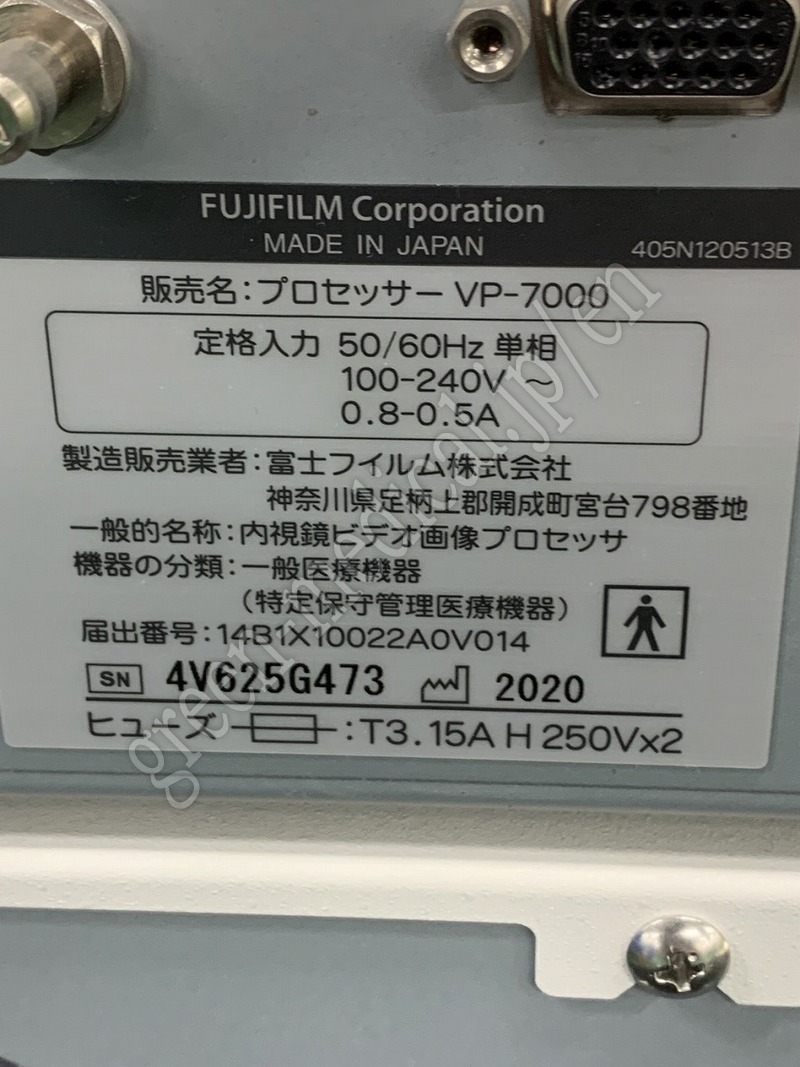 FUJIFILM Corporation
MADE IN JAPAN 405N120513B
販売名：プロセッサー VP-7000
定格入力 50/60Hz 単相
100-240V ～
0.8-0.5A
製造販売業者：富士フイルム株式会社
神奈川県足柄上郡開成町宮台798番地
一般的名称：内視鏡ビデオ画像プロセッサ
機器の分類：一般医療機器
（特定保守管理医療機器）
届出番号：14B1X10022A0V014
SN 4V625G473 2020
ヒューズ：T3.15A H 250Vx2
green-medical.jp/en